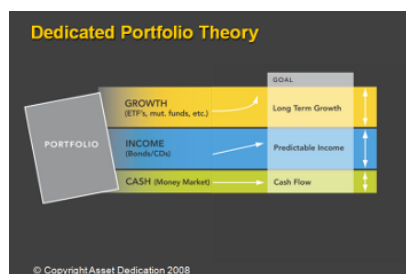 Dedicated Portfolio Theory
GOAL
GROWTH
(ETF's, mut. funds, etc.)
Long Term Growth
PORTFOLIO
INCOME
(Bonds/CDs)
Predictable Income
CASH (Money Market)
Cash Flow
© Copyright Asset Dedication 2008